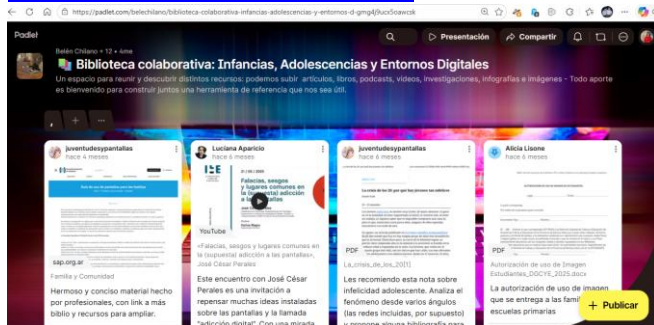 https://padlet.com/belechilano/biblioteca-colaborativa-infancias-adolescencias-y-entornos-d-gmg4j9ucx5oawcsk
Padlet
Presentación
Compartir
Belén Chilano + 12 • 4me
Biblioteca colaborativa: Infancias, Adolescencias y Entornos Digitales
Un espacio para reunir y descubrir distintos recursos: podemos subir artículos, libros, podcasts, videos, investigaciones, infografías e imágenes - Todo aporte
es bienvenido para construir juntos una herramienta de referencia que nos sea útil.
juventudesypantallas
hace 4 meses
sap.org.ar
Familia y Comunidad
Hermoso y conciso material hecho
por profesionales, con link a más
biblio y recursos para ampliar.
Luciana Aparicio
hace 6 meses
Falacias, sesgos
y lugares comunes en
la (supuesta) adicción
a las pantallas
YouTube
«Falacias, sesgos y lugares comunes en
la (supuesta) adicción a las pantallas»,
José César Perales
Este encuentro con José César
Perales es una invitación a
repensar muchas ideas instaladas
sobre las pantallas y la llamada
"adicción digital". Con una mirada
juventudesypantallas
hace 6 meses
PDF
La_crisis_de_los_20[1]
Les recomiendo esta nota sobre
infelicidad adolescente. Analiza el
fenómeno desde varios ángulos
(las redes incluidas, por supuesto)
y propone alguna bibliografía para
Alicia Lisone
hace 6 meses
PDF
Autorización de uso de Imagen
Estudiantes_DGCYE_2025.docx
La autorización de uso de imagen
que se entrega a las
escuelas primarias
+ Publicar